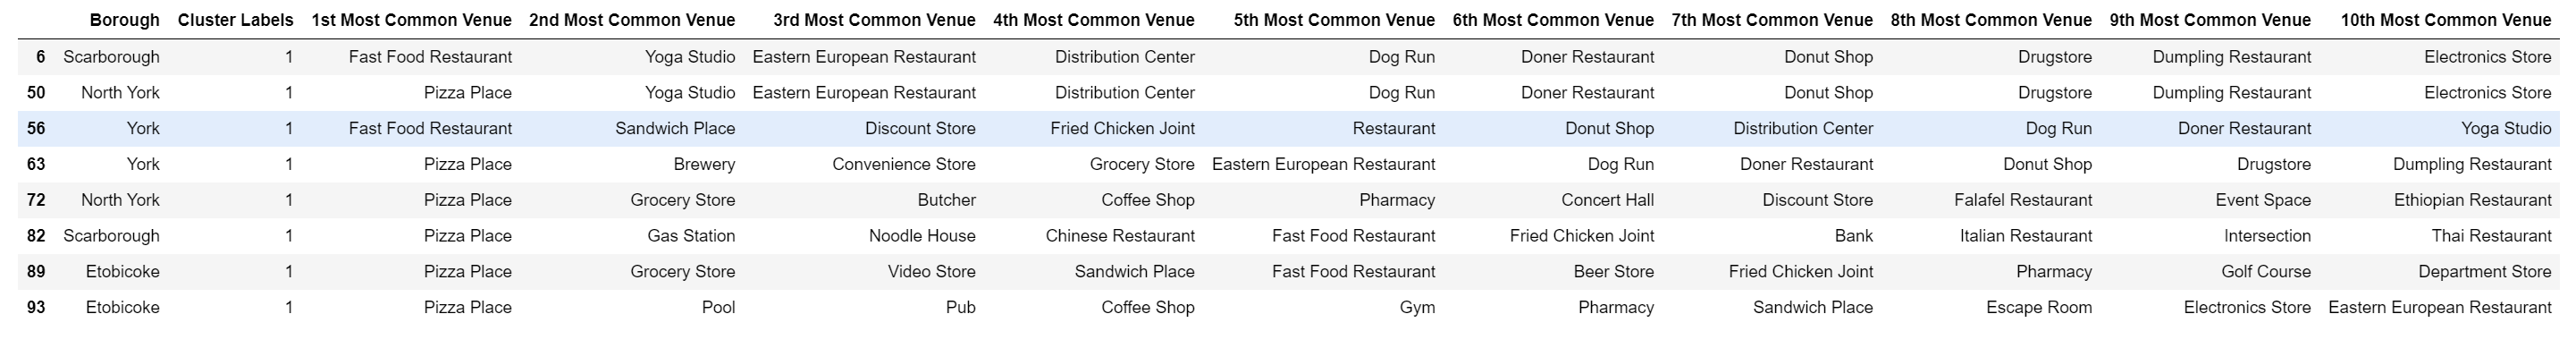 Borough Cluster Labels 1st Most Common Venue 2nd Most Common Venue 3rd Most Common Venue 4th Most Common Venue 5th Most Common Venue 6th Most Common Venue 7th Most Common Venue 8th Most Common Venue 9th Most Common Venue 10th Most Common Venue
6 Scarborough 1 Fast Food Restaurant Yoga Studio Eastern European Restaurant Distribution Center Dog Run Doner Restaurant Donut Shop Drugstore Dumpling Restaurant Electronics Store
50 North York 1 Pizza Place Yoga Studio Eastern European Restaurant Distribution Center Dog Run Doner Restaurant Donut Shop Drugstore Dumpling Restaurant Electronics Store
56 York 1 Fast Food Restaurant Sandwich Place Discount Store Fried Chicken Joint Restaurant Donut Shop Distribution Center Dog Run Doner Restaurant Yoga Studio
63 York 1 Pizza Place Brewery Convenience Store Grocery Store Eastern European Restaurant Dog Run Doner Restaurant Donut Shop Drugstore Dumpling Restaurant
72 North York 1 Pizza Place Grocery Store Butcher Coffee Shop Pharmacy Concert Hall Discount Store Falafel Restaurant Event Space Ethiopian Restaurant
82 Scarborough 1 Pizza Place Gas Station Noodle House Chinese Restaurant Fast Food Restaurant Fried Chicken Joint Bank Italian Restaurant Intersection Thai Restaurant
89 Etobicoke 1 Pizza Place Grocery Store Video Store Sandwich Place Fast Food Restaurant Beer Store Fried Chicken Joint Pharmacy Golf Course Department Store
93 Etobicoke 1 Pizza Place Pool Pub Coffee Shop Gym Pharmacy Sandwich Place Escape Room Electronics Store Eastern European Restaurant